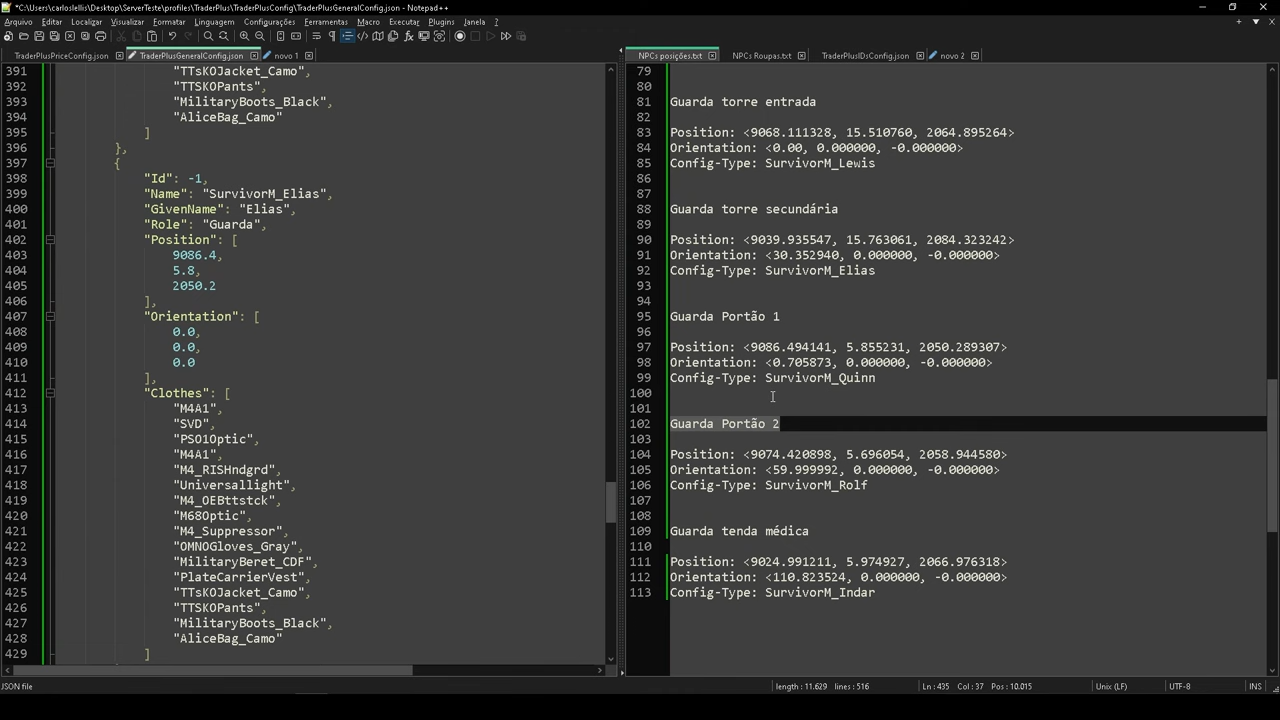 *C:\Users\carloslellis\Desktop\ServerTeste\profiles\TraderPlus\TraderPlusConfig\TraderPlusGeneralConfig.json - Notepad++
Arquivo Editar Localizar Visualizar Formatar Linguagem Configurações Ferramentas Macro Executar Plugins Janela ?
TraderPlusPriceConfig.json TraderPlusGeneralConfig.json novo 1
391 "TTsKOJacket_Camo",
392 "TTSKOPants",
393 "MilitaryBoots_Black",
394 "AliceBag_Camo"
395 ]
396 },
397 {
398 "Id": -1,
399 "Name": "SurvivorM_Elias",
400 "GivenName": "Elias",
401 "Role": "Guarda",
402 "Position": [
403 9086.4,
404 5.8,
405 2050.2
406 ],
407 "Orientation": [
408 0.0,
409 0.0,
410 0.0
411 ],
412 "Clothes": [
413 "M4A1",
414 "SVD",
415 "PSO1Optic",
416 "M4A1",
417 "M4_RISHndgrd",
418 "Universallight",
419 "M4_OEBttstck",
420 "M68Optic",
421 "M4_Suppressor",
422 "OMNOGloves_Gray",
423 "MilitaryBeret_CDF",
424 "PlateCarrierVest",
425 "TTsKOJacket_Camo",
426 "TTSKOPants",
427 "MilitaryBoots_Black",
428 "AliceBag_Camo"
429 ]
NPCs posições.txt NPCs Roupas.txt TraderPlusIDsConfig.json novo 2
79
80
81 Guarda torre entrada
82
83 Position: <9068.111328, 15.510760, 2064.895264>
84 Orientation: <0.00, 0.000000, -0.000000>
85 Config-Type: SurvivorM_Lewis
86
87
88 Guarda torre secundária
89
90 Position: <9039.935547, 15.763061, 2084.323242>
91 Orientation: <30.352940, 0.000000, -0.000000>
92 Config-Type: SurvivorM_Elias
93
94
95 Guarda Portão 1
96
97 Position: <9086.494141, 5.855231, 2050.289307>
98 Orientation: <0.705873, 0.000000, -0.000000>
99 Config-Type: SurvivorM_Quinn
100
101
102 Guarda Portão 2
103
104 Position: <9074.420898, 5.696054, 2058.944580>
105 Orientation: <59.999992, 0.000000, -0.000000>
106 Config-Type: SurvivorM_Rolf
107
108
109 Guarda tenda médica
110
111 Position: <9024.991211, 5.974927, 2066.976318>
112 Orientation: <110.823524, 0.000000, -0.000000>
113 Config-Type: SurvivorM_Indar
JSON file length : 11.629 lines : 516 Ln : 435 Col : 37 Pos : 10.015 Unix (LF) UTF-8 INS